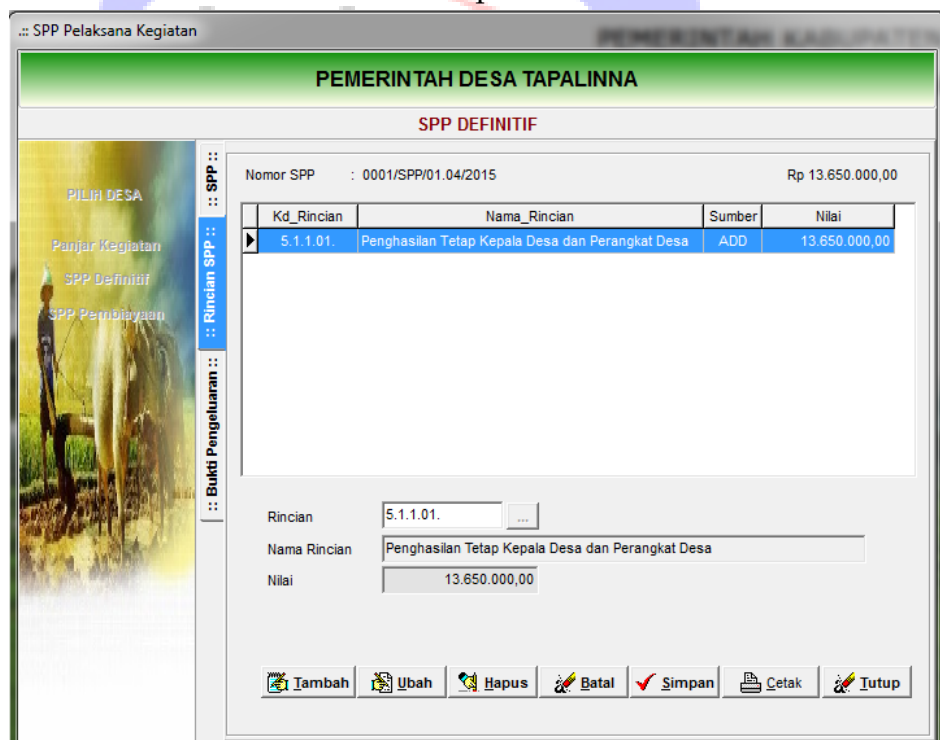 .:: SPP Pelaksana Kegiatan
PEMERINTAH KABUPATEN
PEMERINTAH DESA TAPALINNA
SPP DEFINITIF
PILIH DESA
Panjar Kegiatan
SPP Definitif
SPP Pembiayaan
:: SPP ::
:: Rincian SPP ::
:: Bukti Pengeluaran ::
Nomor SPP : 0001/SPP/01.04/2015 Rp 13.650.000,00
Kd_Rincian Nama_Rincian Sumber Nilai
5.1.1.01. Penghasilan Tetap Kepala Desa dan Perangkat Desa ADD 13.650.000,00
Rincian 5.1.1.01. ...
Nama Rincian Penghasilan Tetap Kepala Desa dan Perangkat Desa
Nilai 13.650.000,00
Tambah Ubah Hapus Batal Simpan Cetak Tutup